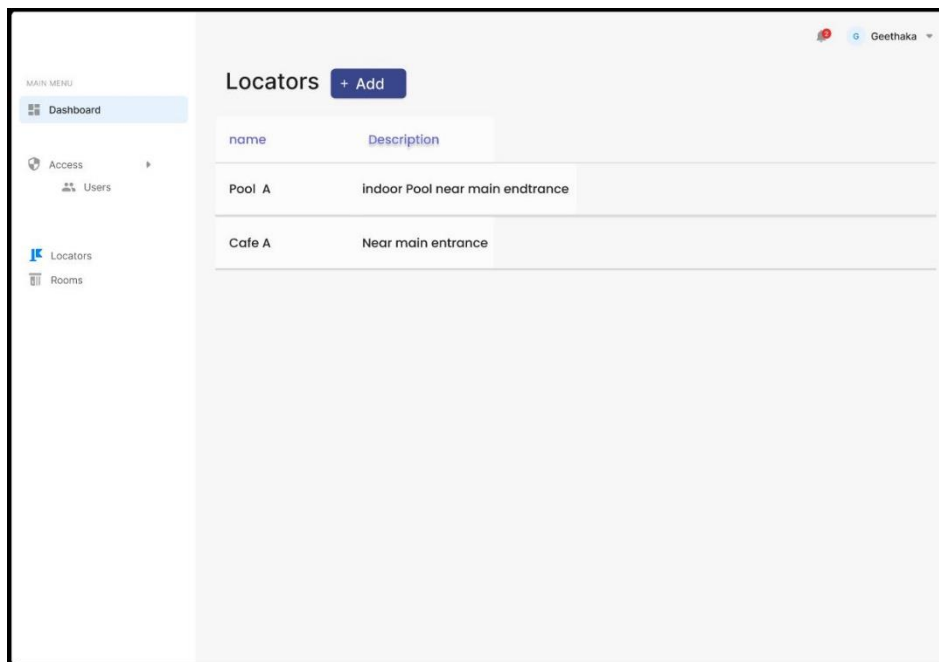 2
G Geethaka
MAIN MENU
Locators + Add
Dashboard
name Description
Access
Users
Pool A indoor Pool near main endtrance
Cafe A Near main entrance
Locators
Rooms